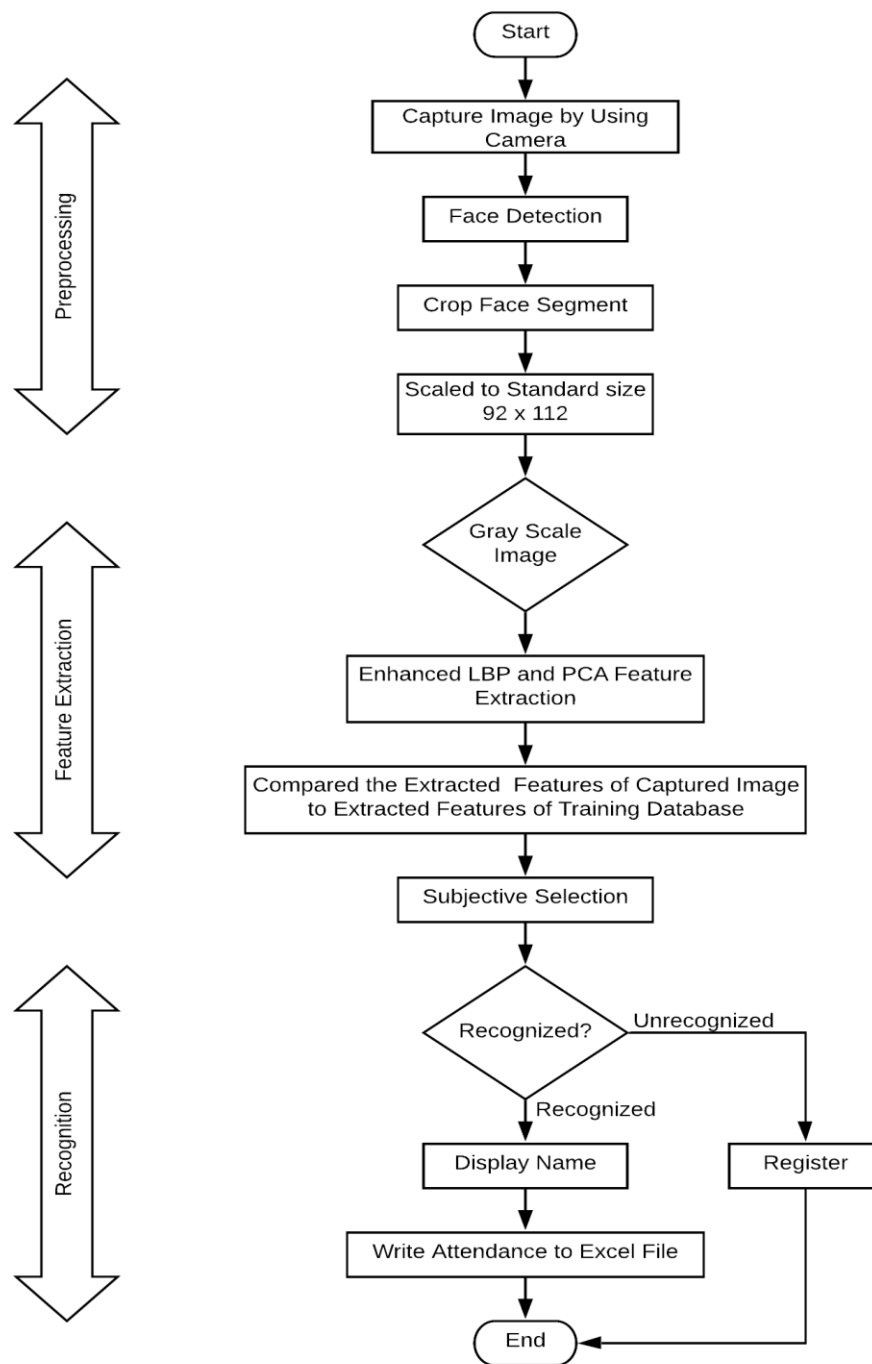 Start
Capture Image by Using
Camera
Face Detection
Crop Face Segment
Scaled to Standard size
92 x 112
Preprocessing
Gray Scale
Image
Enhanced LBP and PCA Feature
Extraction
Compared the Extracted Features of Captured Image
to Extracted Features of Training Database
Subjective Selection
Feature Extraction
Recognized?
Unrecognized
Recognized
Display Name
Register
Write Attendance to Excel File
Recognition
End